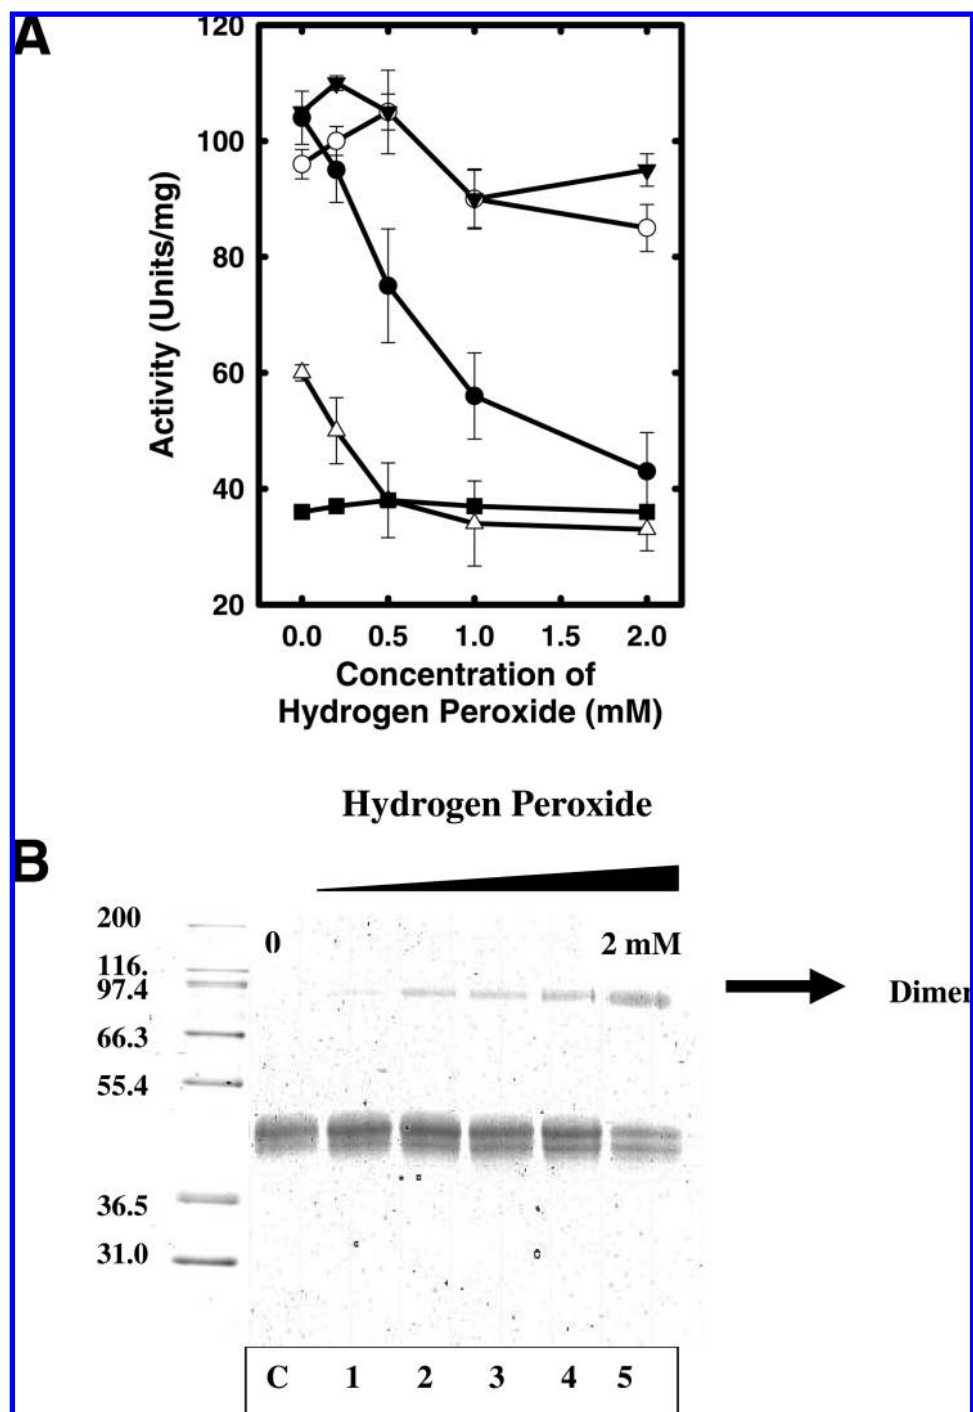 A
120
100
80
60
40
20
Activity (Units/mg)
0.0 0.5 1.0 1.5 2.0
Concentration of
Hydrogen Peroxide (mM)
Hydrogen Peroxide
B
0 2 mM
200
116.
97.4
66.3
55.4
36.5
31.0
Dimer
C 1 2 3 4 5